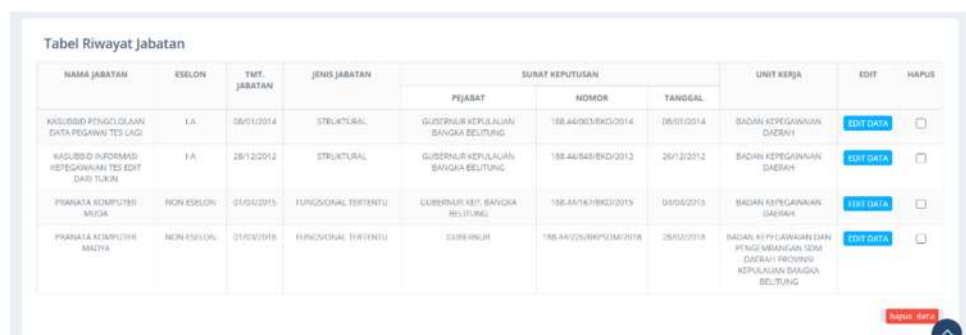 Tabel Riwayat Jabatan
NAMA JABATAN ESELON TMT. JENIS JABATAN SURAT KEPUTUSAN UNIT KERJA EDIT HAPUS
JABATAN
PEJABAT NOMOR TANGGAL
KASUBBID PENGELOLAAN I.A 08/01/2014 STRUKTURAL GUBERNUR KEPULAUAN 188.44/003/BKD/2014 08/01/2014 BADAN KEPEGAWAIAN EDIT DATA
DATA PEGAWAI TES LAGI BANGKA BELITUNG DAERAH
KASUBBID INFORMASI I.A 28/12/2012 STRUKTURAL GUBERNUR KEPULAUAN 188.44/848/BKD/2012 26/12/2012 BADAN KEPEGAWAIAN EDIT DATA
KEPEGAWAIAN TES EDIT BANGKA BELITUNG DAERAH
DARI TUKIN
PRANATA KOMPUTER NON ESELON 01/04/2015 FUNGSIONAL TERTENTU GUBERNUR KEP. BANGKA 188.44/167/BKD/2015 BADAN KEPEGAWAIAN EDIT DATA
MUDA BELITUNG DAERAH
PRANATA KOMPUTER NON ESELON 01/03/2018 FUNGSIONAL TERTENTU GUBERNUR 28/02/2018 BADAN KEPEGAWAIAN DAN EDIT DATA
MADYA PENGEMBANGAN SDM
DAERAH PROVINSI
KEPULAUAN BANGKA
BELITUNG
hapus data